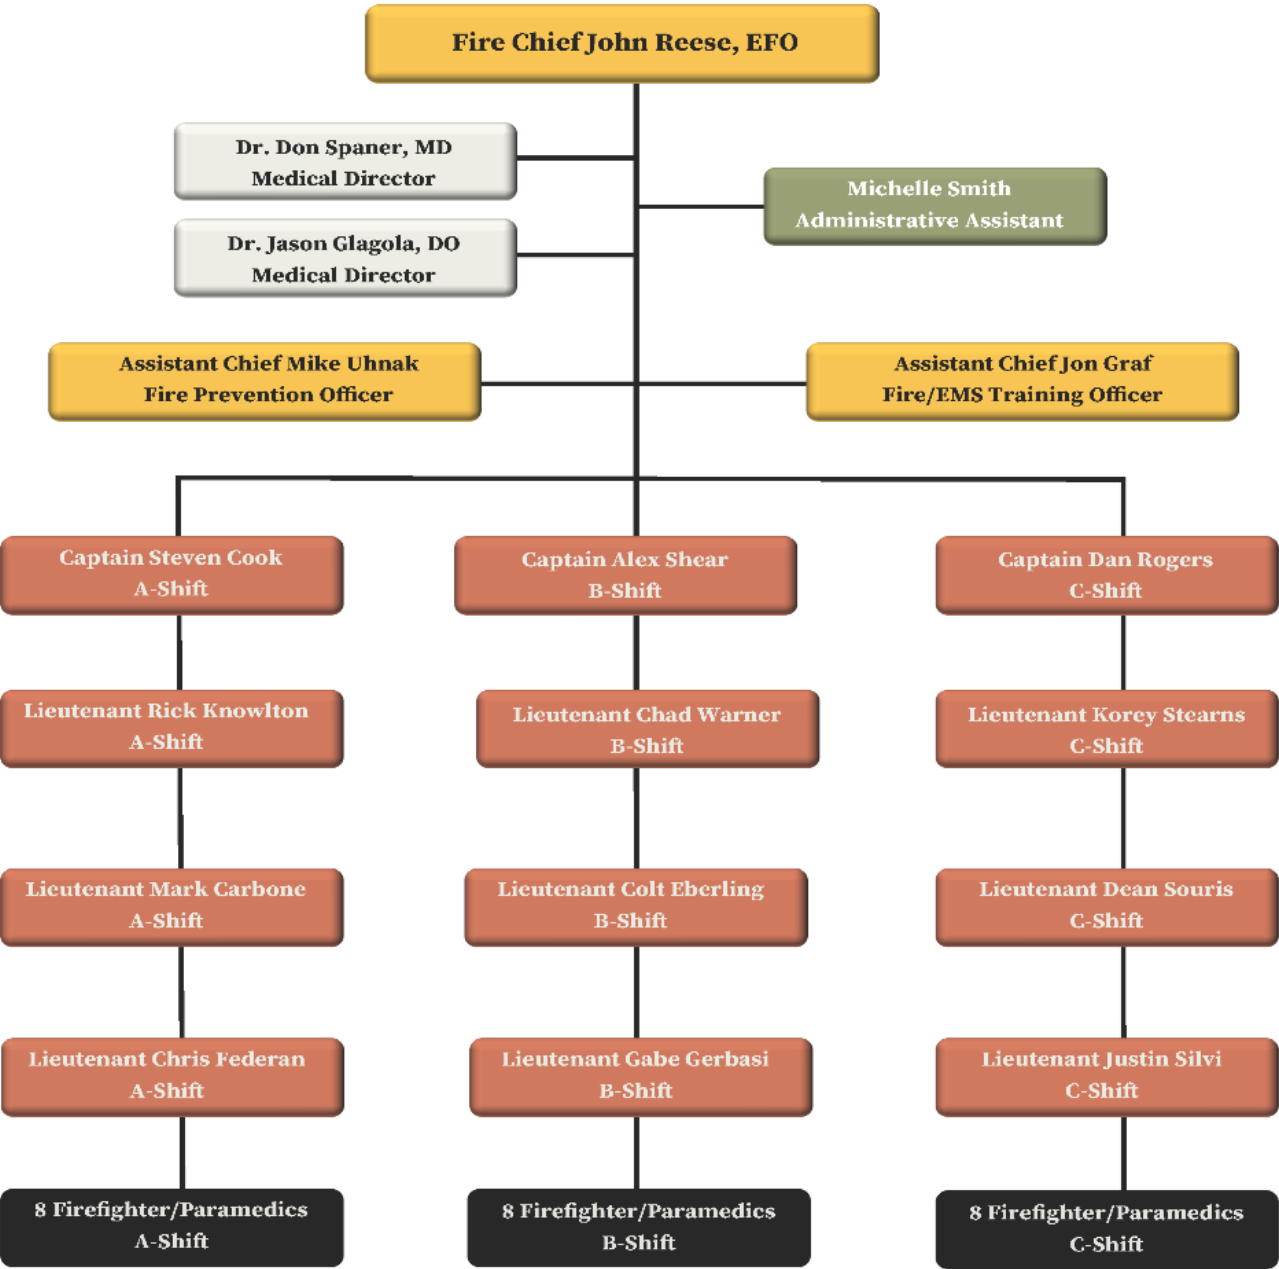 Fire Chief John Reese, EFO
Dr. Don Spaner, MD
Medical Director
Michelle Smith
Administrative Assistant
Dr. Jason Glagola, DO
Medical Director
Assistant Chief Mike Uhnak
Fire Prevention Officer
Assistant Chief Jon Graf
Fire/EMS Training Officer
Captain Steven Cook
A-Shift
Captain Alex Shear
B-Shift
Captain Dan Rogers
C-Shift
Lieutenant Rick Knowlton
A-Shift
Lieutenant Chad Warner
B-Shift
Lieutenant Korey Stearns
C-Shift
Lieutenant Mark Carbone
A-Shift
Lieutenant Colt Eberling
B-Shift
Lieutenant Dean Souris
C-Shift
Lieutenant Chris Federan
A-Shift
Lieutenant Gabe Gerbasi
B-Shift
Lieutenant Justin Silvi
C-Shift
8 Firefighter/Paramedics
A-Shift
8 Firefighter/Paramedics
B-Shift
8 Firefighter/Paramedics
C-Shift